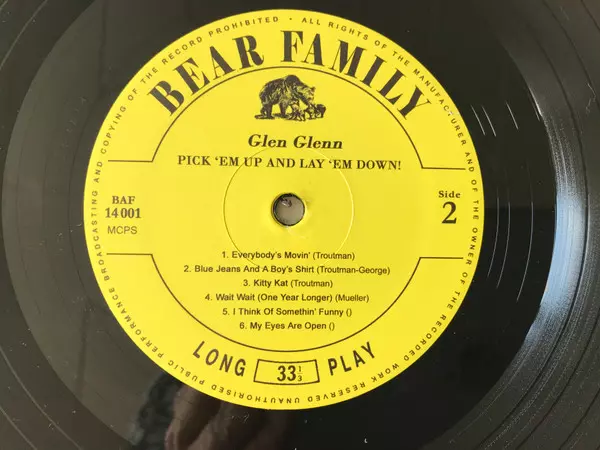 BEAR FAMILY
Glen Glenn
PICK ‘EM UP AND LAY ‘EM DOWN!
BAF
14 001
MCPS
Side
2
1. Everybody's Movin' (Troutman)
2. Blue Jeans And A Boy's Shirt (Troutman-George)
3. Kitty Kat (Troutman)
4. Wait Wait (One Year Longer) (Mueller)
5. I Think Of Somethin' Funny ()
6. My Eyes Are Open ()
LONG 33 1/3 PLAY
ALL RIGHTS OF THE MANUFACTURER AND OF THE OWNER OF THE RECORDED WORK RESERVED
UNAUTHORISED PUBLIC PERFORMANCE BROADCASTING AND COPYING OF THE RECORD PROHIBITED •